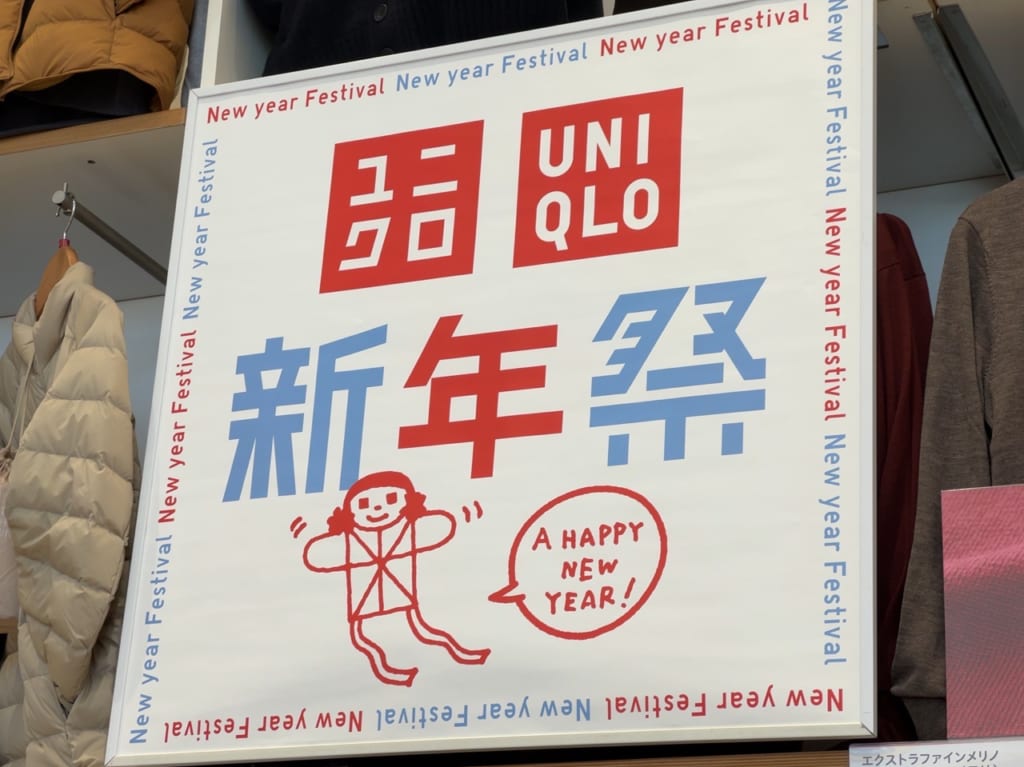 New year Festival New year Festival New year Festival
New year Festival New year Festival New year Festival
New year Festival New year Festival New year Festival
New year Festival New year Festival New year Festival
ユニ
クロ
UNI
QLO
新年祭
A HAPPY
NEW
YEAR!
エクストラファインメリノ